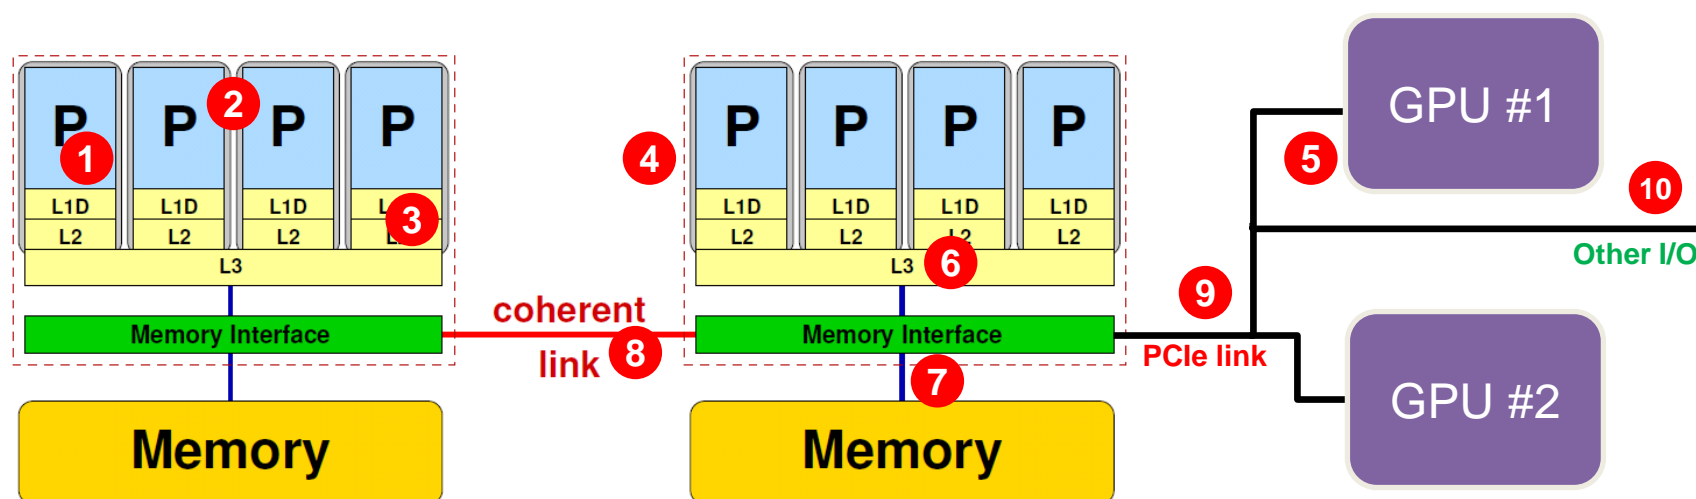 P P P P
1
2
L1D L1D L1D
3
L2 L2 L2
L3
Memory Interface
Memory
coherent
link
8
4
P P P P
L1D L1D L1D L1D
L2 L2 L2 L2
L3 6
Memory Interface
7
Memory
9
PCIe link
GPU #1
5
10
Other I/O
GPU #2